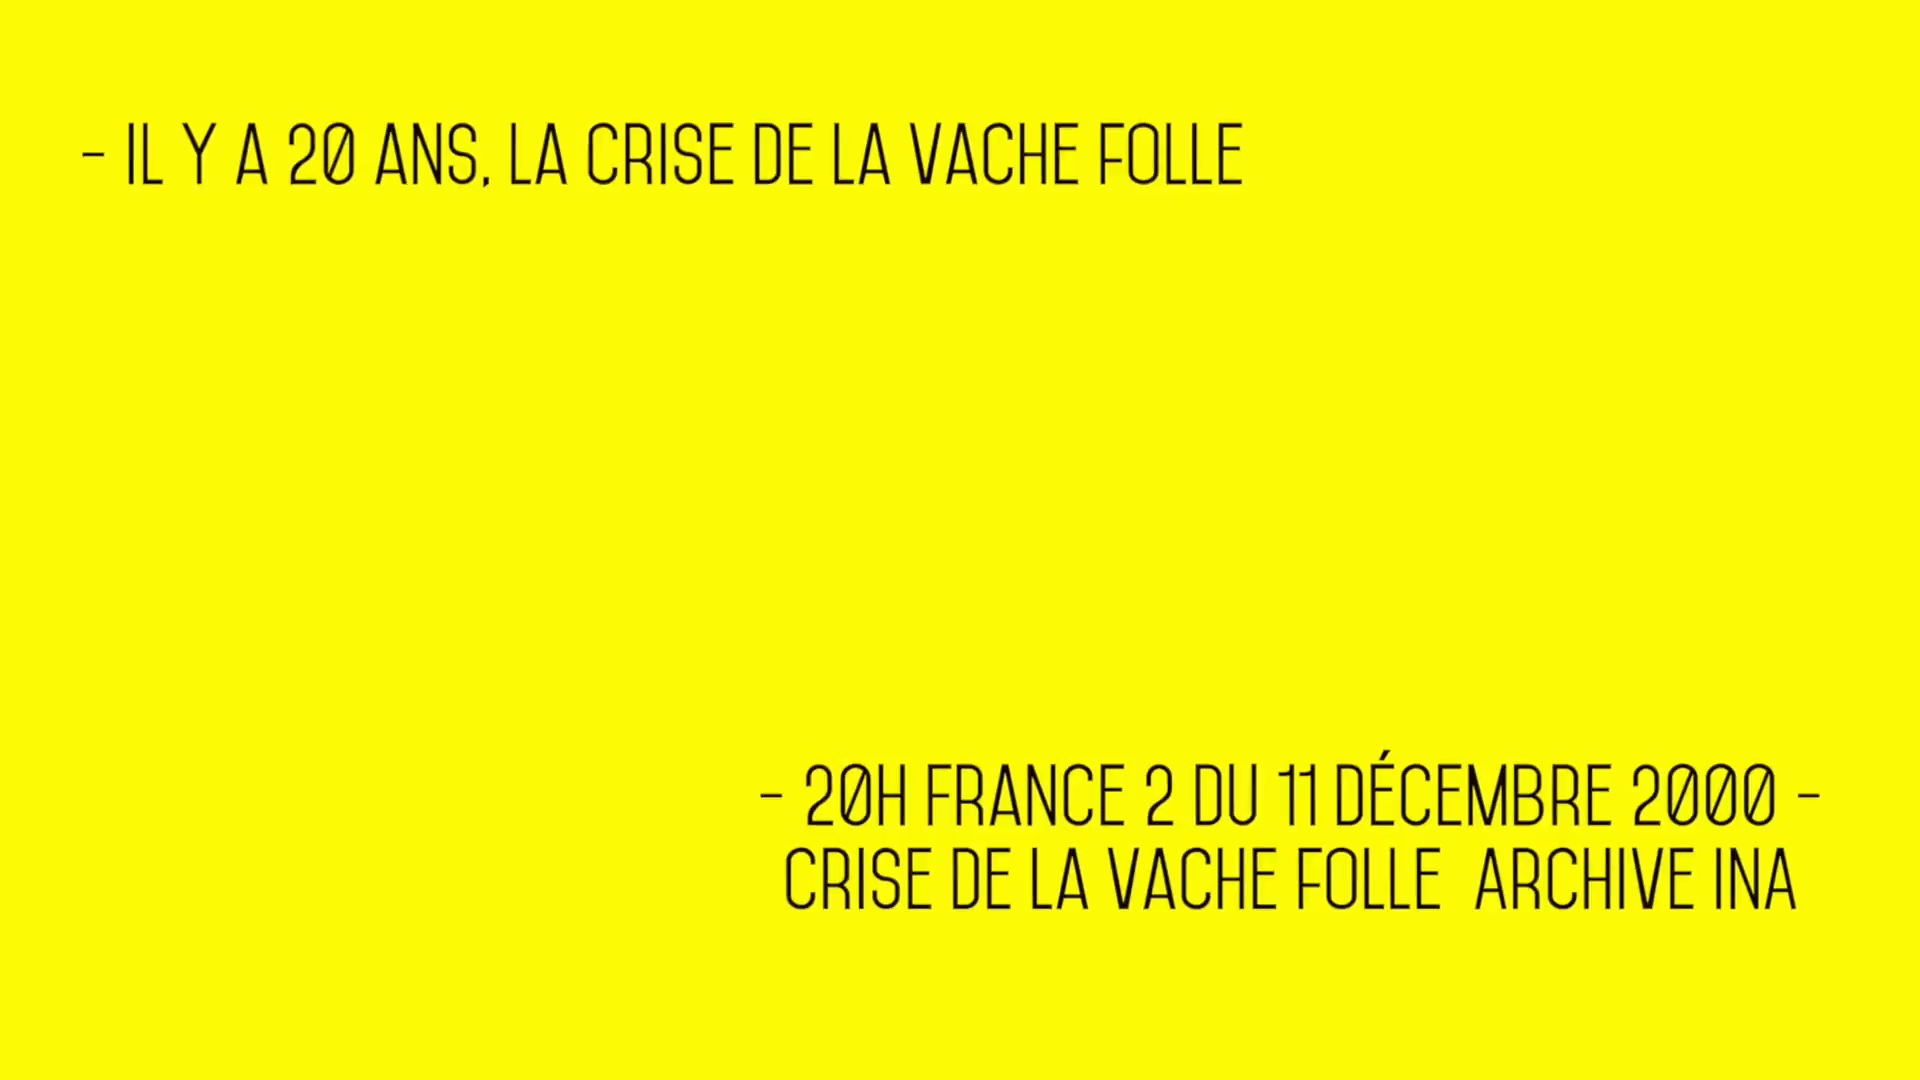 - IL Y A 20 ANS, LA CRISE DE LA VACHE FOLLE
- 20H FRANCE 2 DU 11 DÉCEMBRE 2000 -
CRISE DE LA VACHE FOLLE  ARCHIVE INA